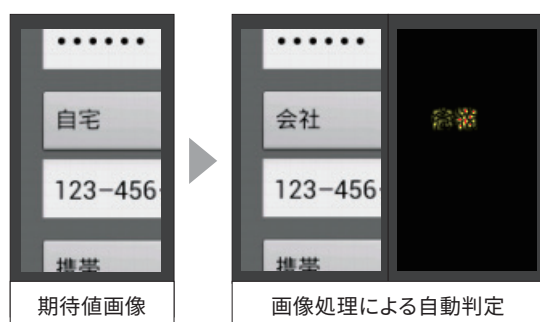 自宅
123-456-
携帯
期待値画像
会社
123-456
携帯
画像処理による自動判定